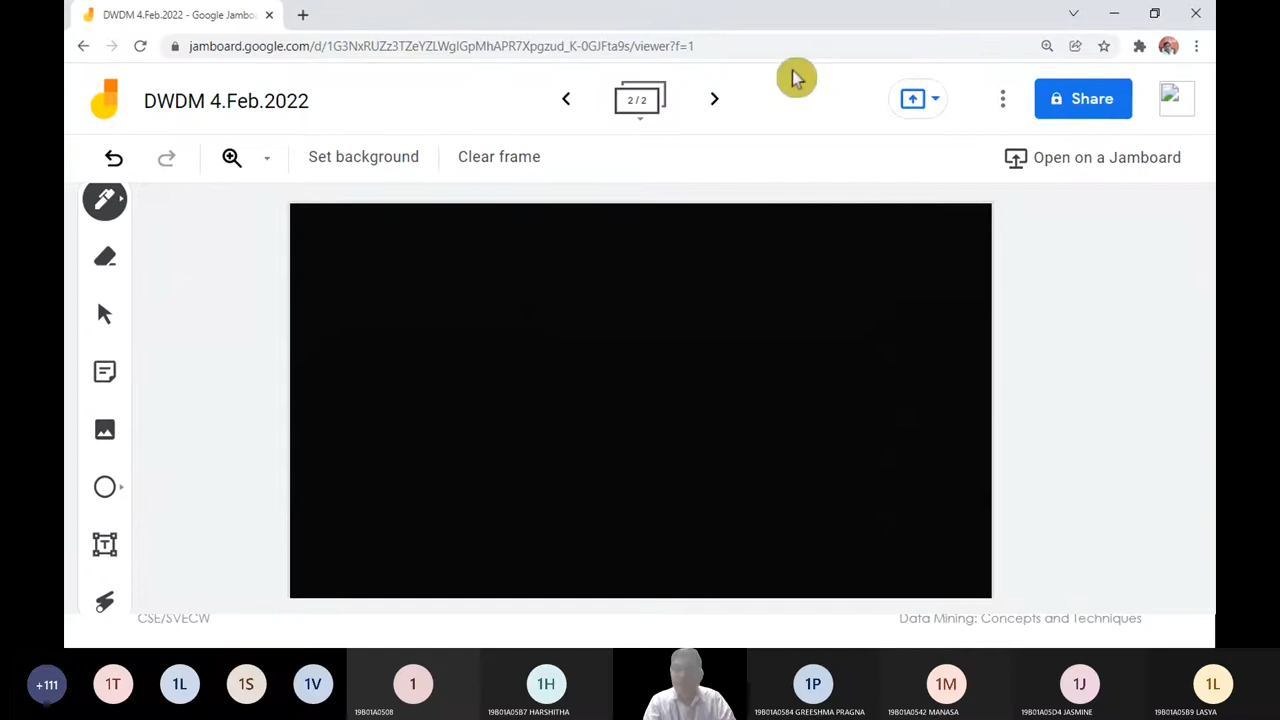 DWDM 4.Feb.2022 - Google Jambo
jamboard.google.com/d/1G3NxRUZz3TZeYZLWglGpMhAPR7Xpgzud_K-0GJFta9s/viewer?f=1
DWDM 4.Feb.2022
2 / 2
Share
Set background
Clear frame
Open on a Jamboard
CSE/SVECW
Data Mining: Concepts and Techniques
+111
1T
1L
1S
1V
1
1H
1P
1M
1J
1L
19B01A0508
19B01A05B7 HARSHITHA
19B01A0584 GREESHMA PRAGNA
19B01A0542 MANASA
19B01A05D4 JASMINE
19B01A05B9 LASYA